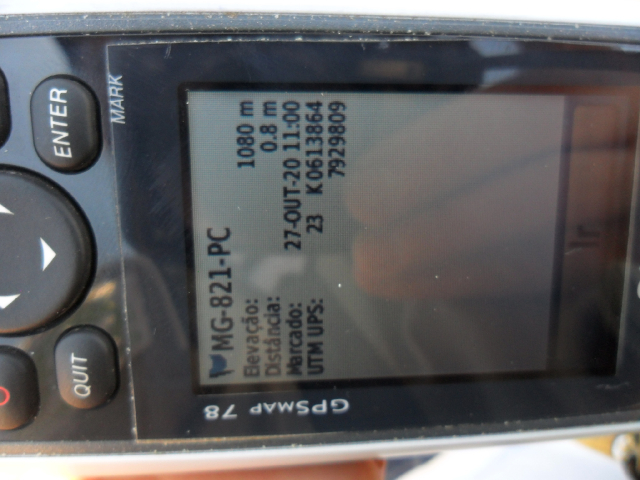 MG-821-PC
Elevação: 1080 m
Distância: 0.8 m
Marcado: 27-OUT-20 11:00
UTM UPS: 23 K 0613864
7929809
Ir
MARK
ENTER
QUIT
GPSMAP 78